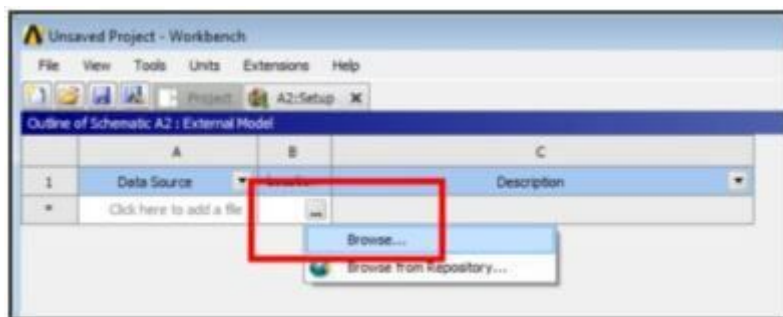 Unsaved Project - Workbench
File View Tools Units Extensions Help
Project A2:Setup
Outline of Schematic A2 : External Model
A B C
1 Data Source Description
* Click here to add a file ...
Browse...
Browse from Repository...